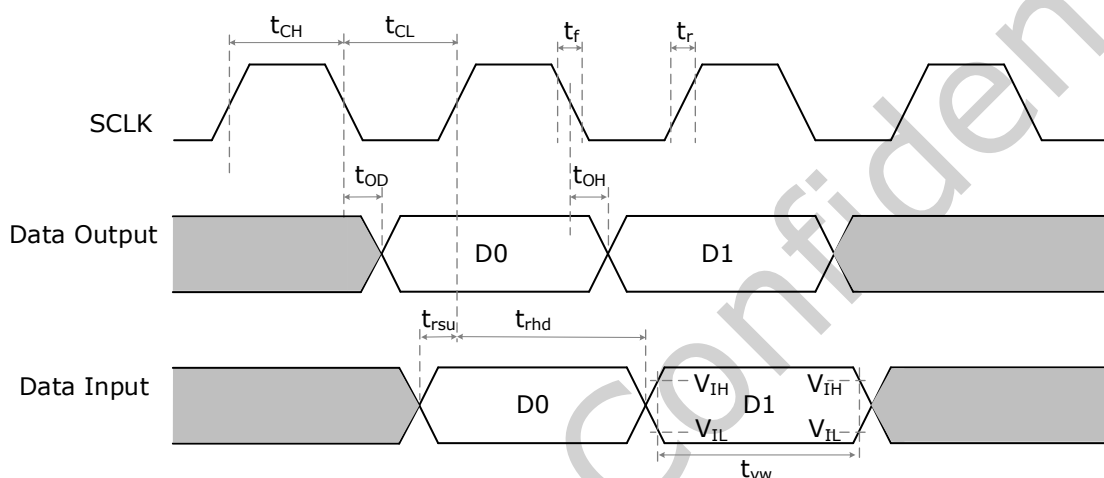 tCH tCL tf tr
SCLK
tOD tOH
Data Output D0 D1
trsu trhd
Data Input D0 VIH D1 VIH
VIL VIL
tvw
Confiden